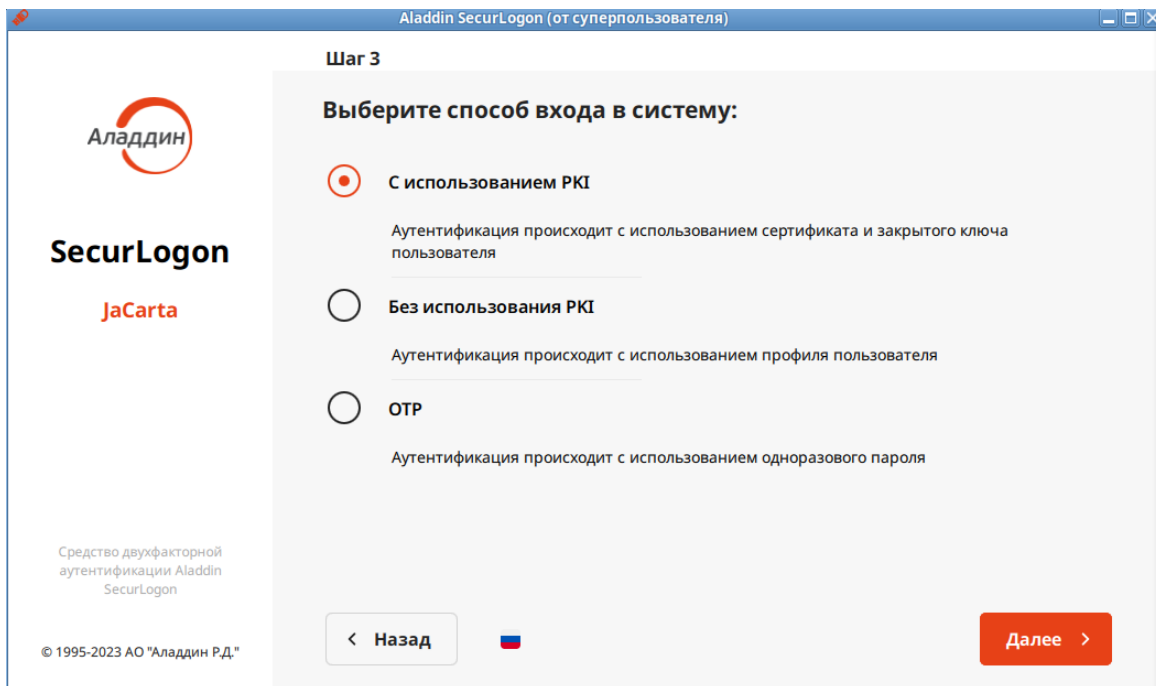 Aladdin SecurLogon (от суперпользователя)
Шаг 3
Аладдин
Выберите способ входа в систему:
С использованием PKI
Аутентификация происходит с использованием сертификата и закрытого ключа
пользователя
SecurLogon
JaCarta
Без использования PKI
Аутентификация происходит с использованием профиля пользователя
OTP
Аутентификация происходит с использованием одноразового пароля
Средство двухфакторной
аутентификации Aladdin
SecurLogon
© 1995-2023 АО "Аладдин Р.Д."
Назад
Далее